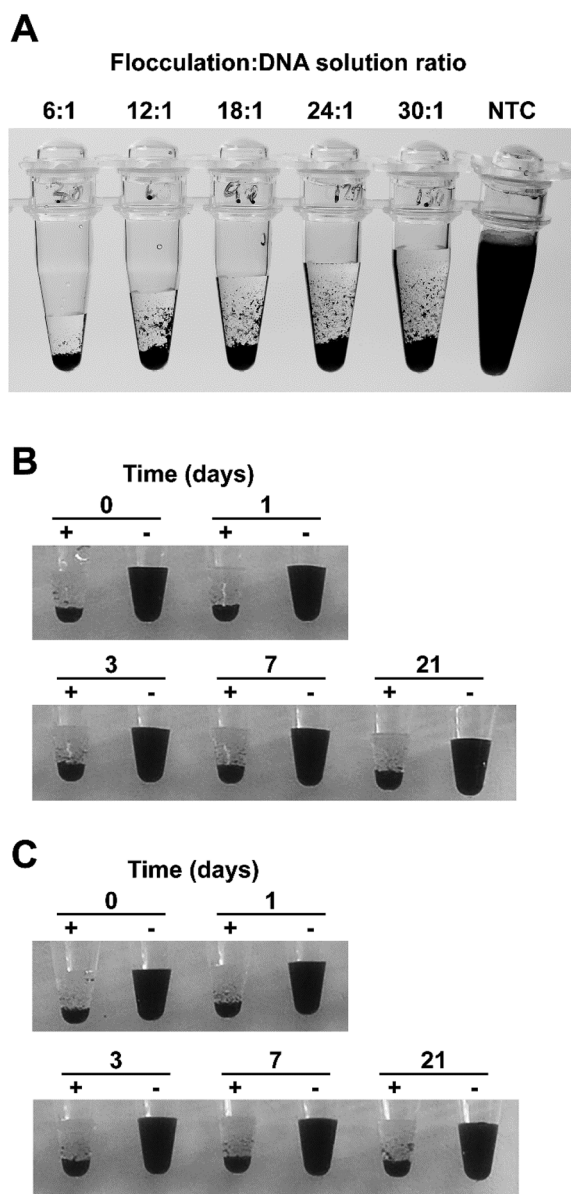 A
Flocculation:DNA solution ratio
6:1 12:1 18:1 24:1 30:1 NTC
B
Time (days)
0 1
+ - + -
3 7 21
+ - + - + -
C
Time (days)
0 1
+ - + -
3 7 21
+ - + - + -